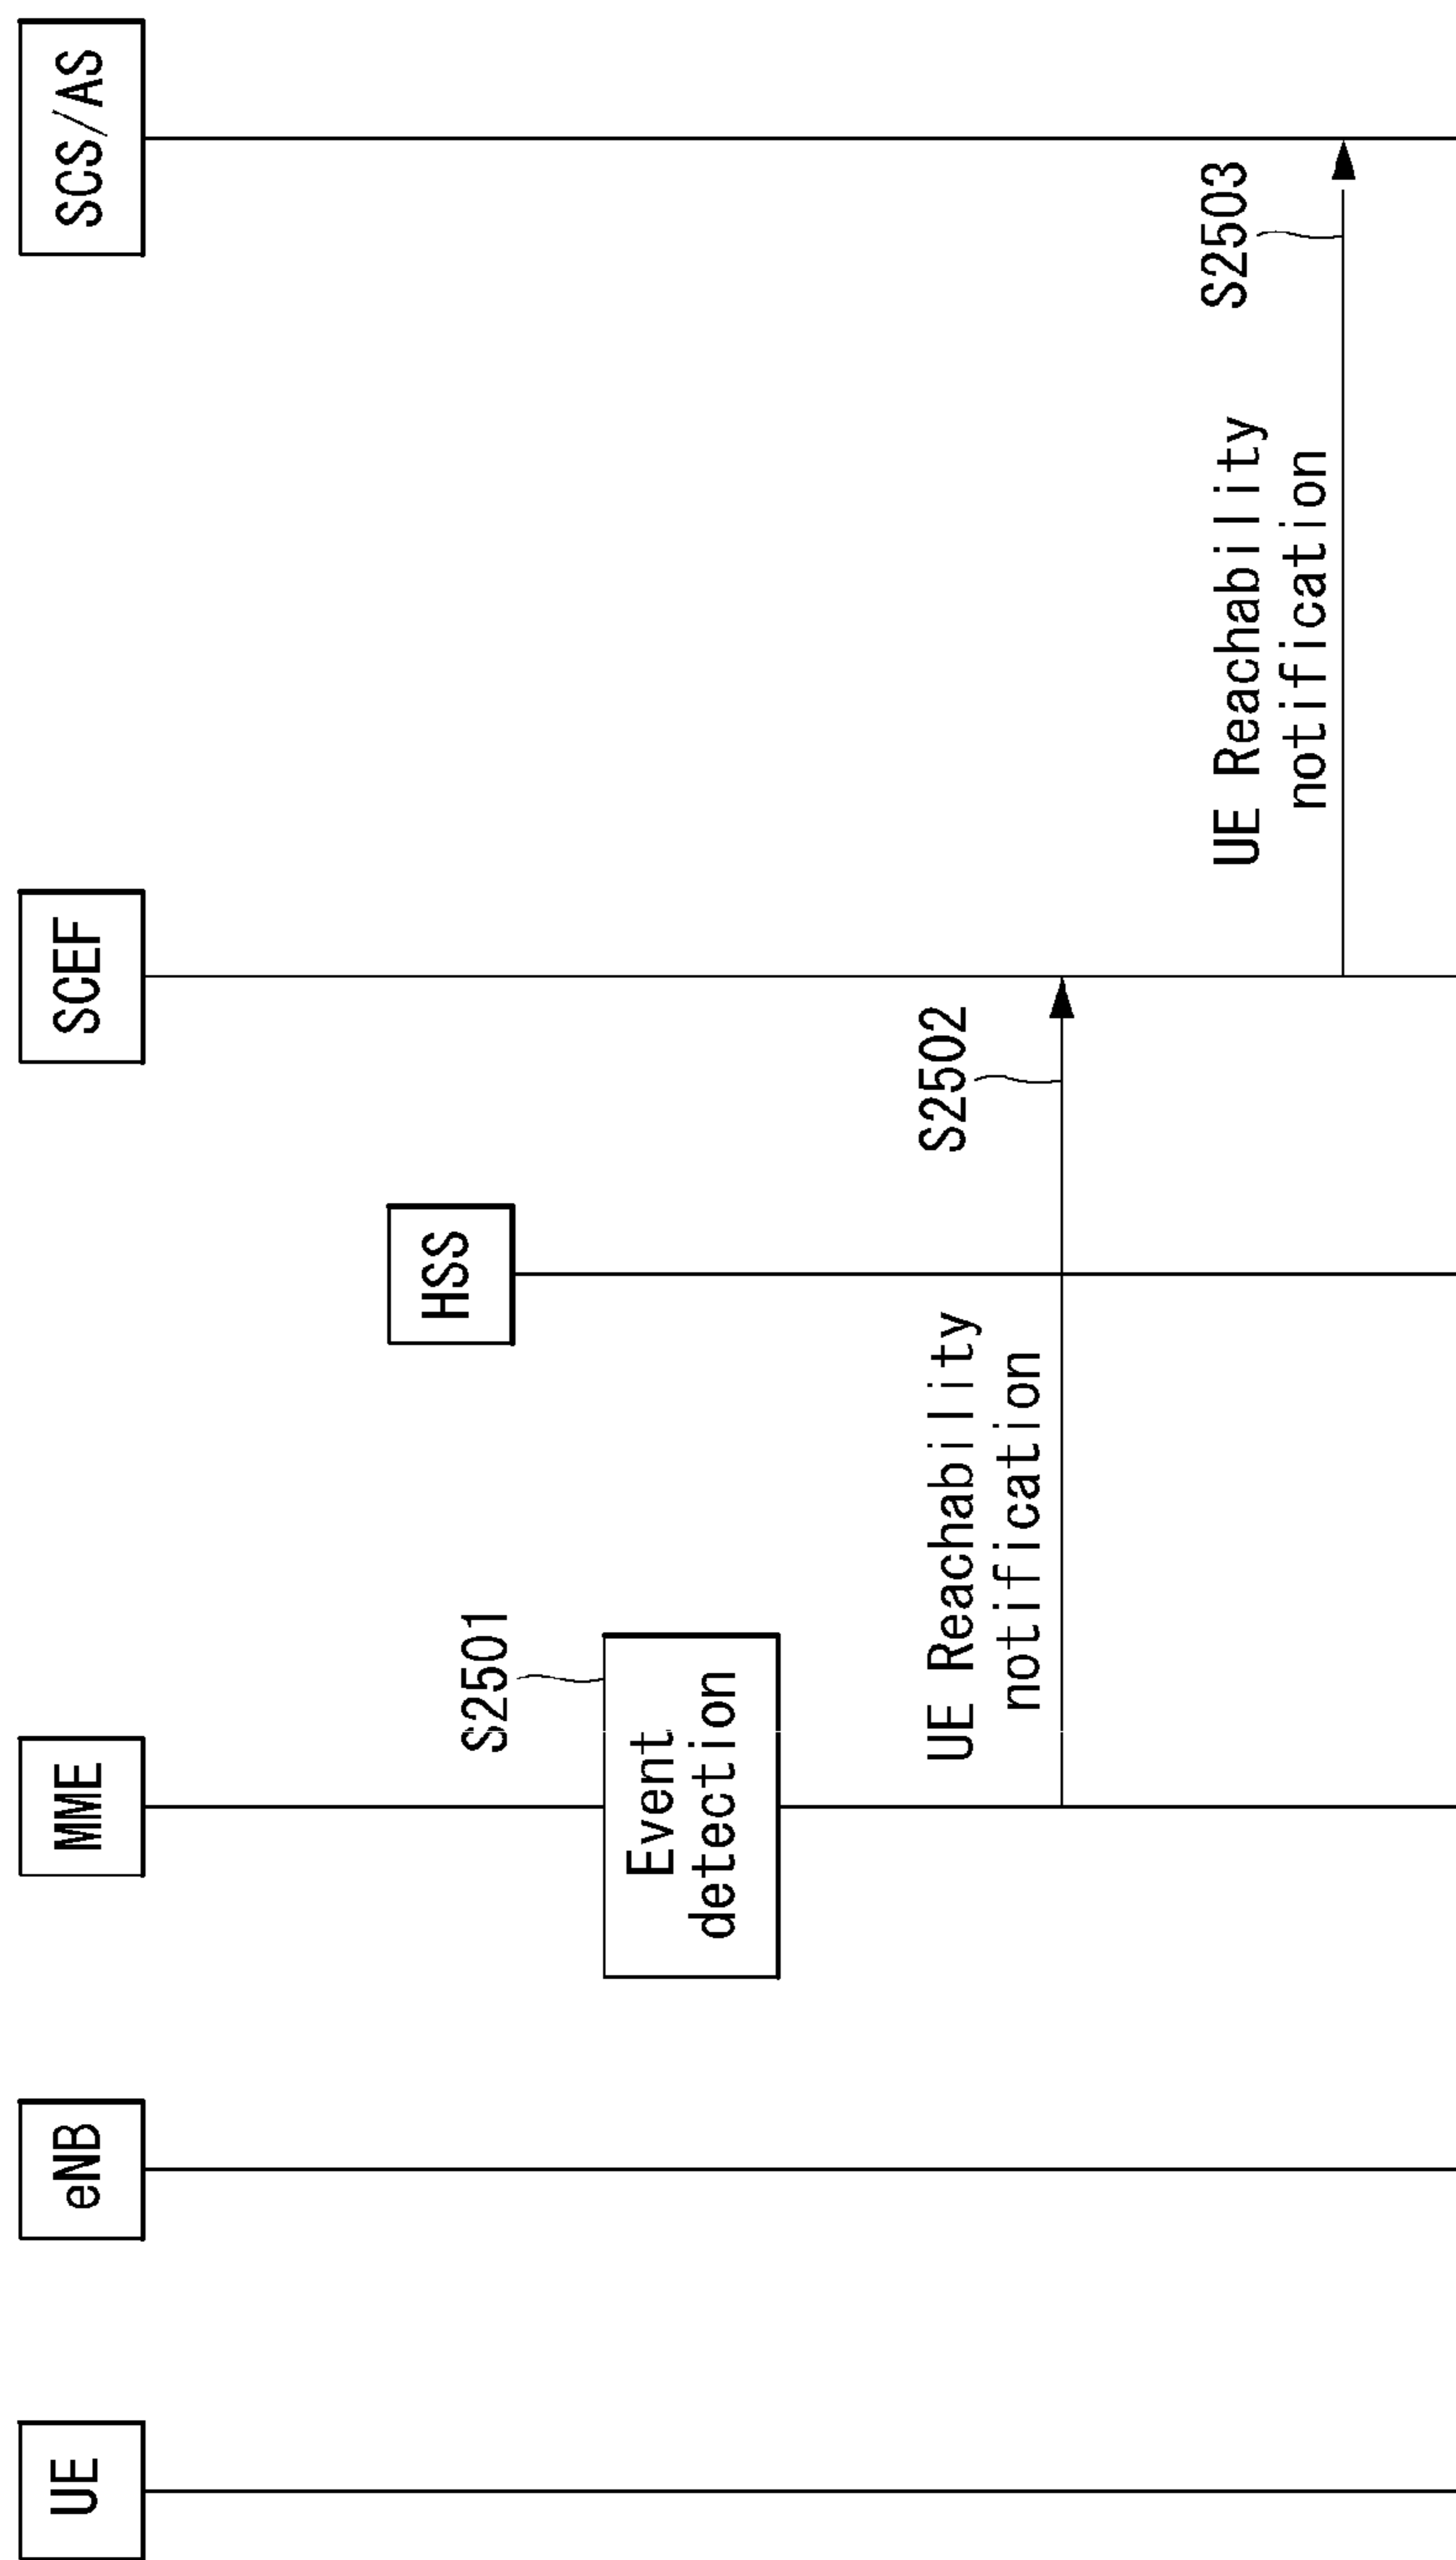 UE
eNB
MME
SCEF
SCS/AS
HSS
S2501
Event
detection
UE Reachability
notification
S2502
UE Reachability
notification
S2503